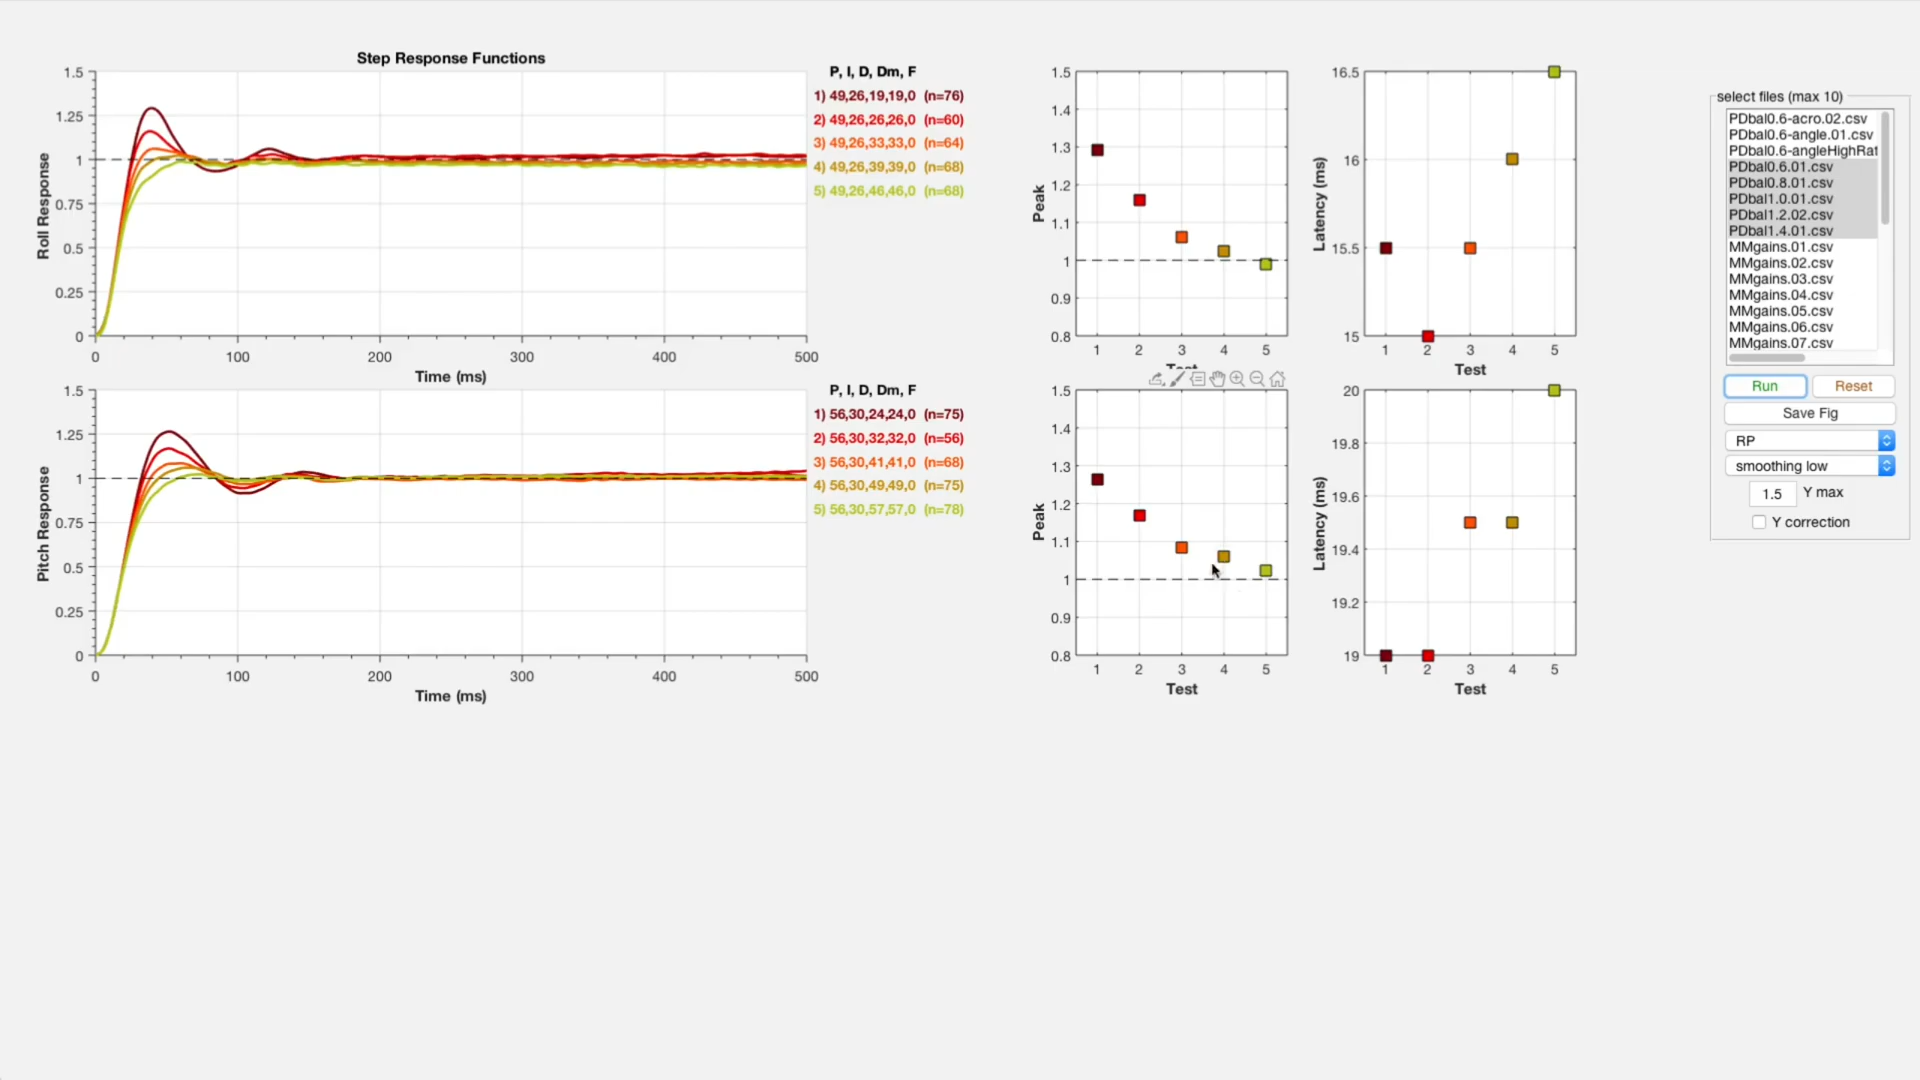 Step Response Functions
1.5
1.25
1
0.75
0.5
0.25
0
Roll Response
0
100
200
300
400
500
Time (ms)
P, I, D, Dm, F
1) 49,26,19,19,0 (n=76)
2) 49,26,26,26,0 (n=60)
3) 49,26,33,33,0 (n=64)
4) 49,26,39,39,0 (n=68)
5) 49,26,46,46,0 (n=68)
1.5
1.4
1.3
1.2
1.1
1
0.9
0.8
Peak
1
2
3
4
5
Test
16.5
16
15.5
15
Latency (ms)
1
2
3
4
5
Test
1.5
1.25
1
0.75
0.5
0.25
0
Pitch Response
0
100
200
300
400
500
Time (ms)
P, I, D, Dm, F
1) 56,30,24,24,0 (n=75)
2) 56,30,32,32,0 (n=56)
3) 56,30,41,41,0 (n=68)
4) 56,30,49,49,0 (n=75)
5) 56,30,57,57,0 (n=78)
1.5
1.4
1.3
1.2
1.1
1
0.9
0.8
Peak
1
2
3
4
5
Test
20
19.8
19.6
19.4
19.2
19
Latency (ms)
1
2
3
4
5
Test
select files (max 10)
PDbal0.6-acro.02.csv
PDbal0.6-angle.01.csv
PDbal0.6-angleHighRat
PDbal0.6.01.csv
PDbal0.8.01.csv
PDbal1.0.01.csv
PDbal1.2.02.csv
PDbal1.4.01.csv
MMgains.01.csv
MMgains.02.csv
MMgains.03.csv
MMgains.04.csv
MMgains.05.csv
MMgains.06.csv
MMgains.07.csv
Run
Reset
Save Fig
RP
smoothing low
1.5 Y max
Y correction